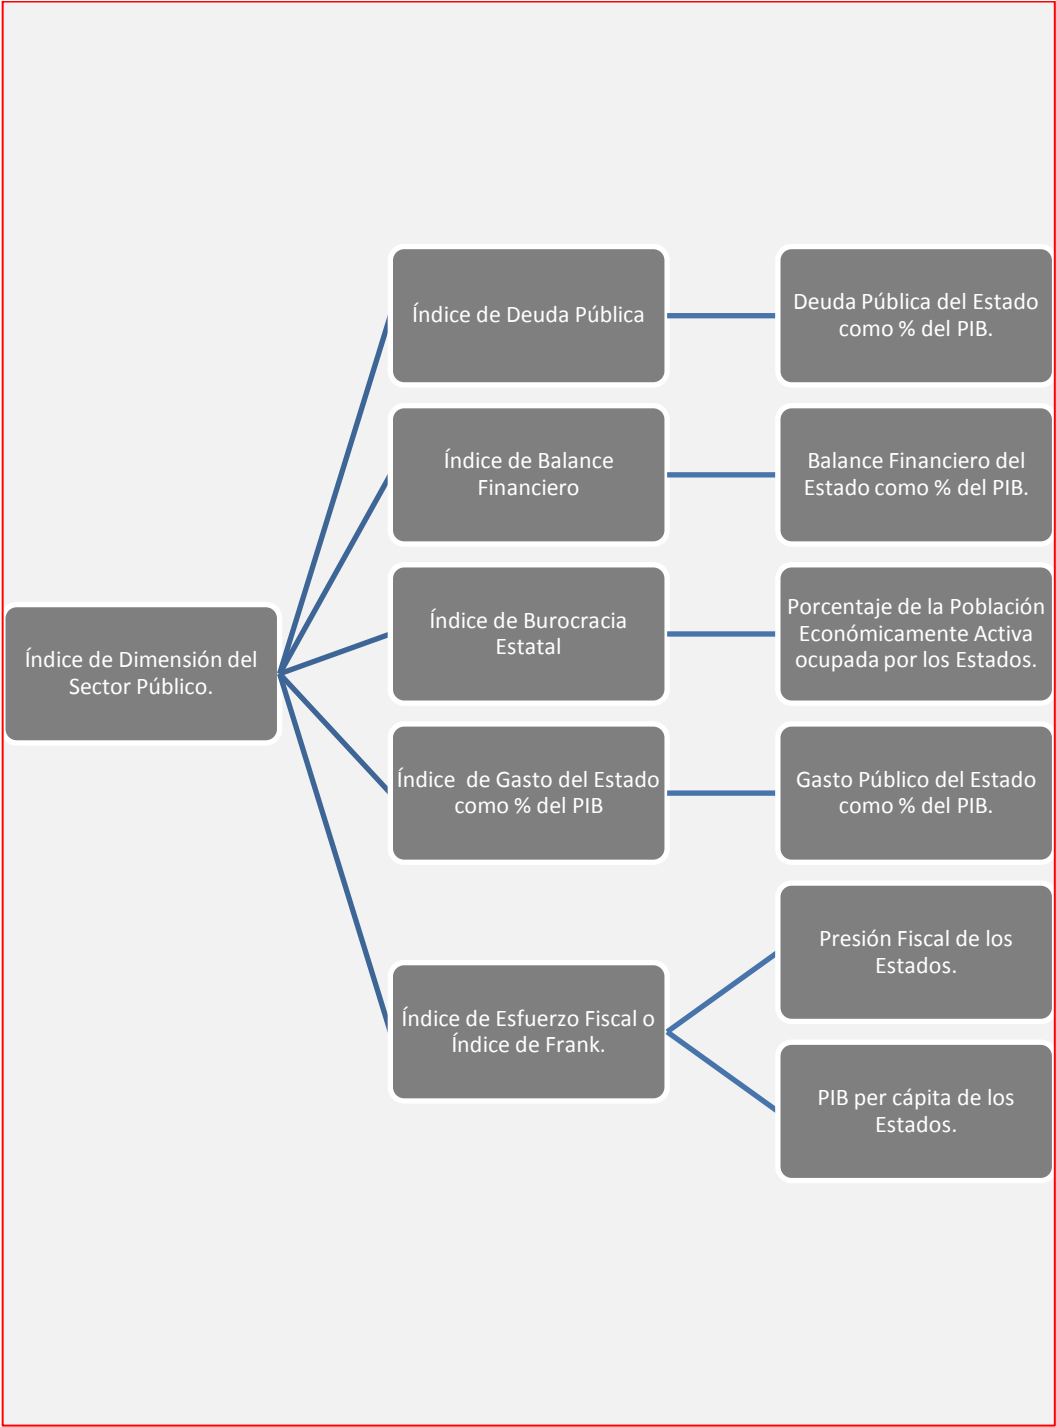 Índice de Dimensión del
Sector Público.
Índice de Deuda Pública
Deuda Pública del Estado
como % del PIB.
Índice de Balance
Financiero
Balance Financiero del
Estado como % del PIB.
Índice de Burocracia
Estatal
Porcentaje de la Población
Económicamente Activa
ocupada por los Estados.
Índice  de Gasto del Estado
como % del PIB
Gasto Público del Estado
como % del PIB.
Índice de Esfuerzo Fiscal o
Índice de Frank.
Presión Fiscal de los
Estados.
PIB per cápita de los
Estados.